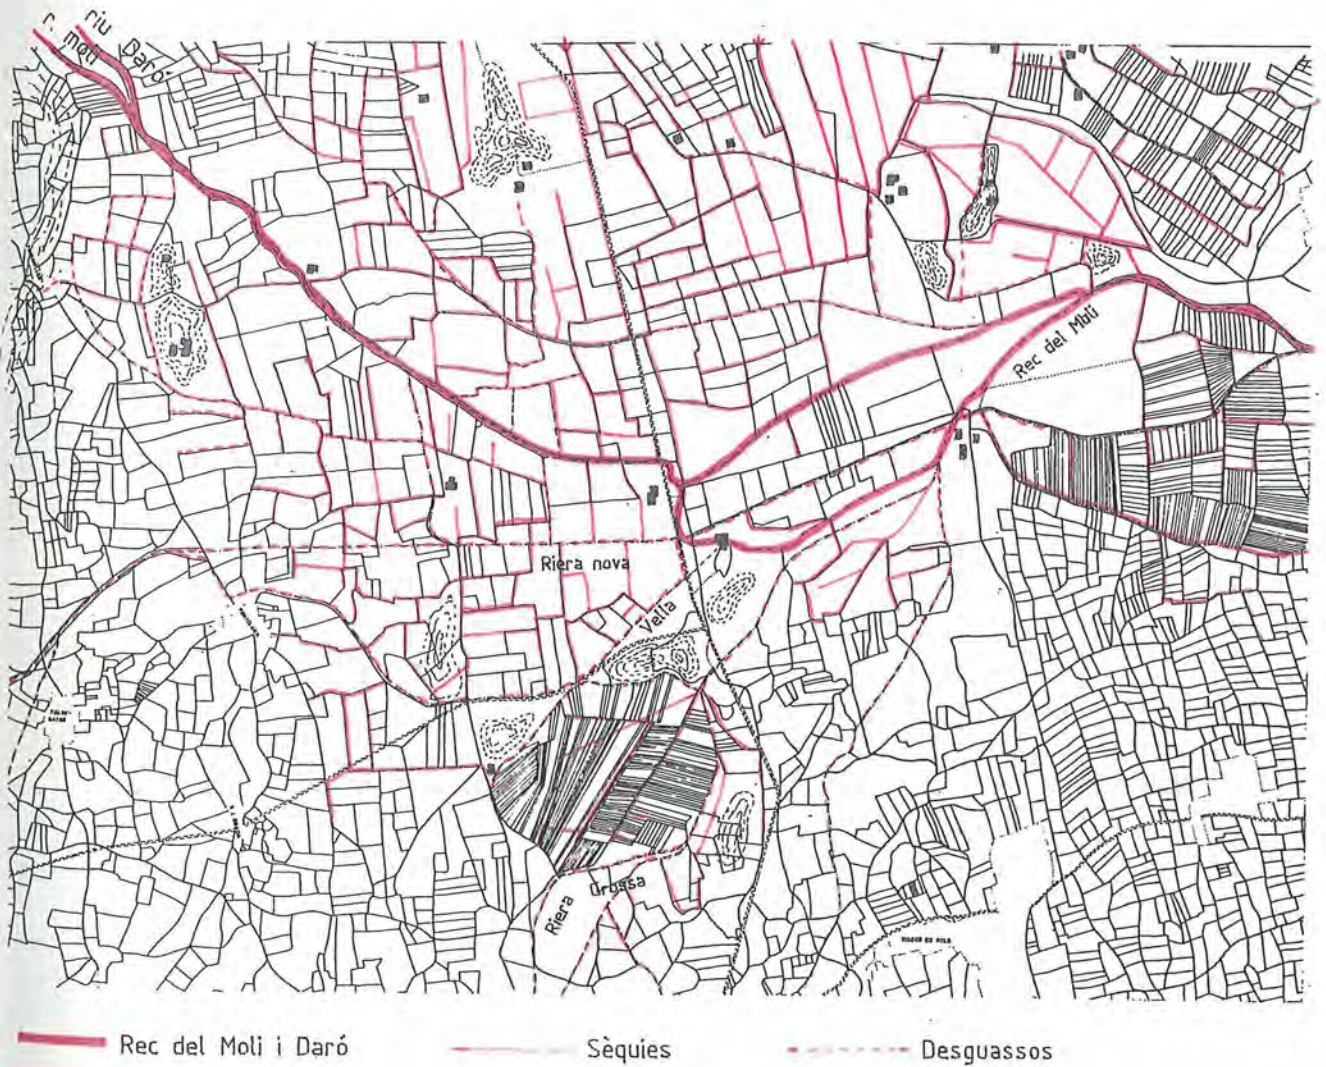 riu Daró
r. molí
Rec del Molí
Riera nova
Vella
Riera Grossa
Rec del Moli i Daró
Sèquies
Desguassos